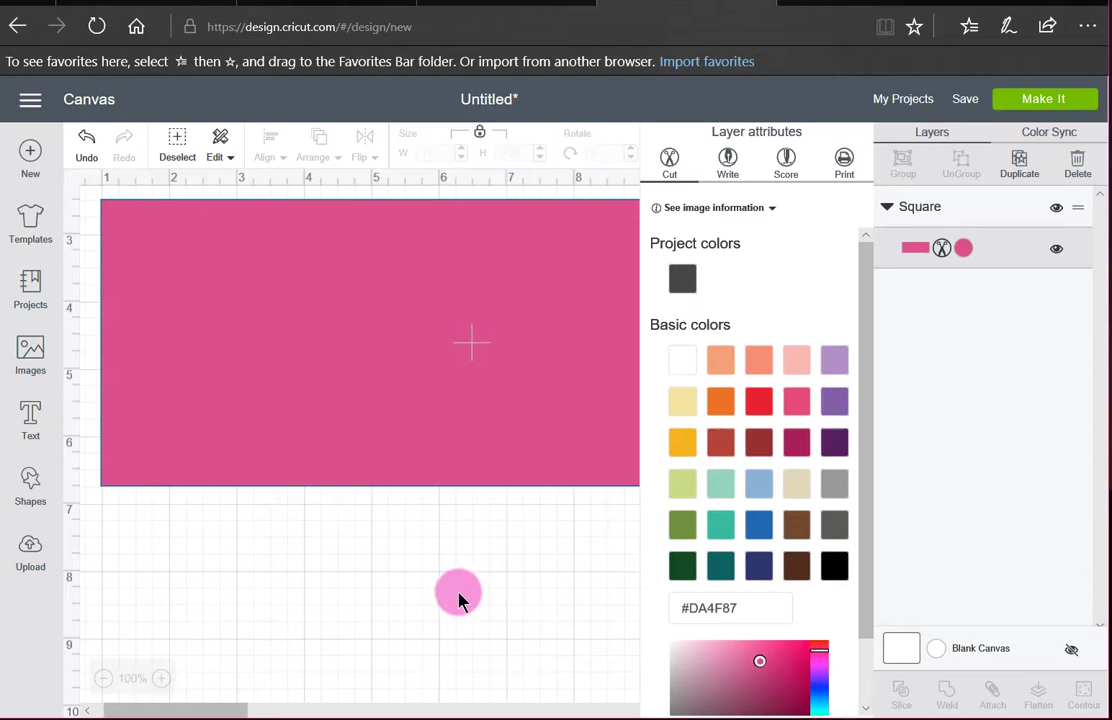 https://design.cricut.com/#/design/new
To see favorites here, select ☆ then ☆, and drag to the Favorites Bar folder. Or import from another browser. Import favorites
Canvas
Untitled*
My Projects
Save
Make It
New
Undo
Redo
Deselect
Edit
Align
Arrange
Flip
Size
W
H
Rotate
Layer attributes
Cut
Write
Score
Print
Layers
Color Sync
Group
UnGroup
Duplicate
Delete
1 2 3 4 5 6 7 8
3
4
5
6
7
8
9
10
Templates
Projects
Images
Text
Shapes
Upload
See image information
Project colors
Basic colors
#DA4F87
Square
100%
Blank Canvas
Slice
Weld
Attach
Flatten
Contour